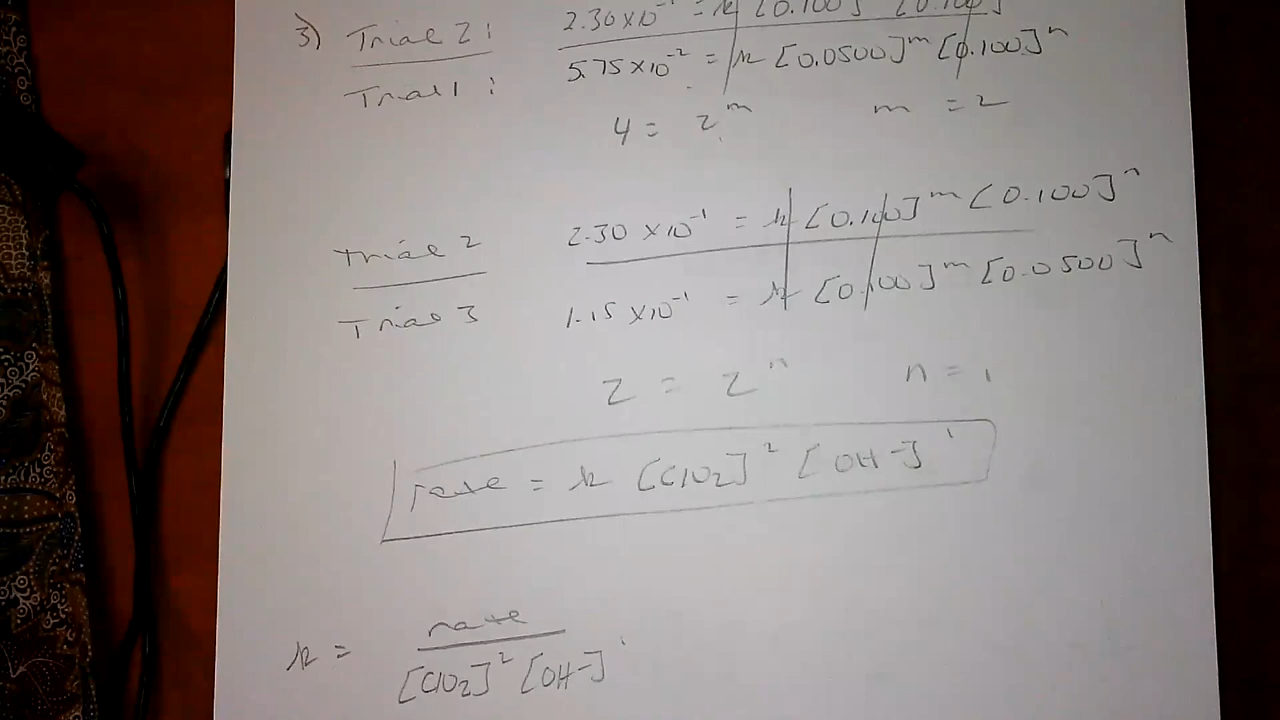 3) Trial 2 : 2.30 x 10⁻¹ = k [0.100] [0.100]
Trial 1 : 5.75 x 10⁻² = k [0.0500]ᵐ [0.100]ⁿ
4 = 2ᵐ m = 2
Trial 2 2.30 x 10⁻¹ = k [0.100]ᵐ [0.100]ⁿ
Trial 3 1.15 x 10⁻¹ = k [0.100]ᵐ [0.0500]ⁿ
2 = 2ⁿ n = 1
rate = k [ClO₂]² [OH-]¹
k = rate
[ClO₂]² [OH-]¹